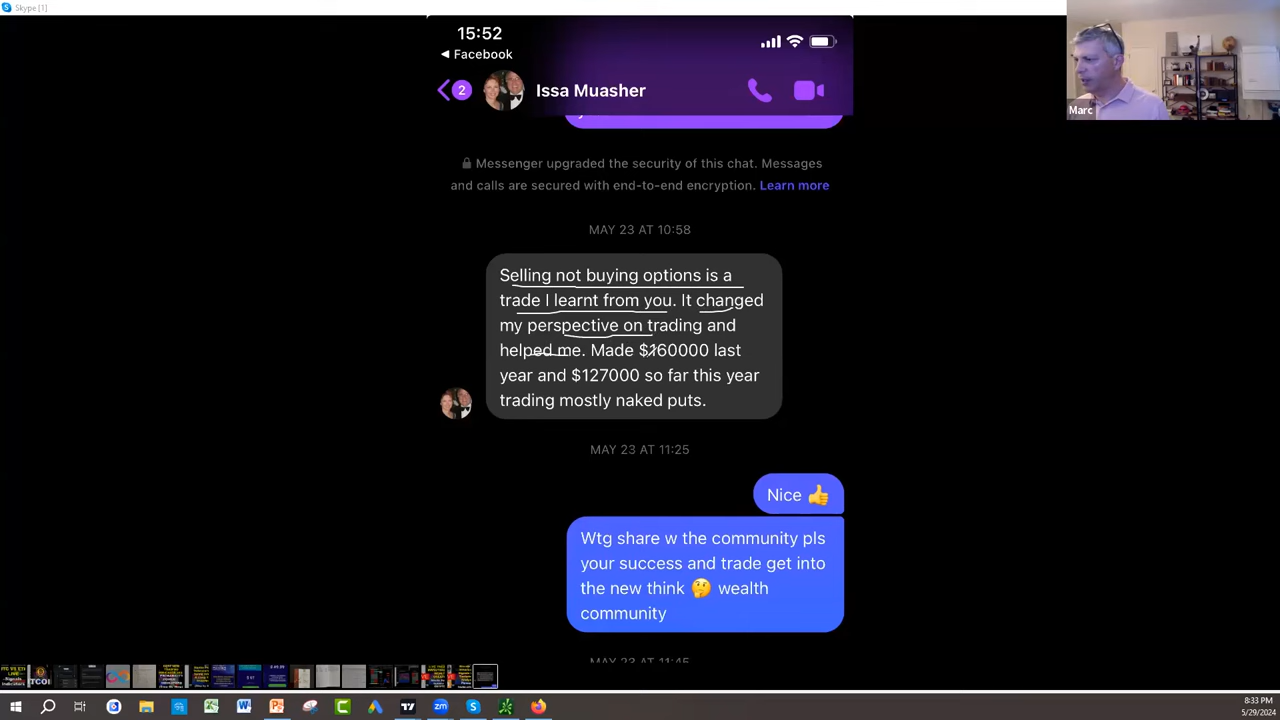 Skype [1]
15:52
Facebook
2
Issa Muasher
Marc
Messenger upgraded the security of this chat. Messages
and calls are secured with end-to-end encryption. Learn more
MAY 23 AT 10:58
Selling not buying options is a
trade I learnt from you. It changed
my perspective on trading and
helped me. Made $160000 last
year and $127000 so far this year
trading mostly naked puts.
MAY 23 AT 11:25
Nice 👍
Wtg share w the community pls
your success and trade get into
the new think 🤔 wealth
community
MAY 23 AT 11:45
8:33 PM
5/29/2024